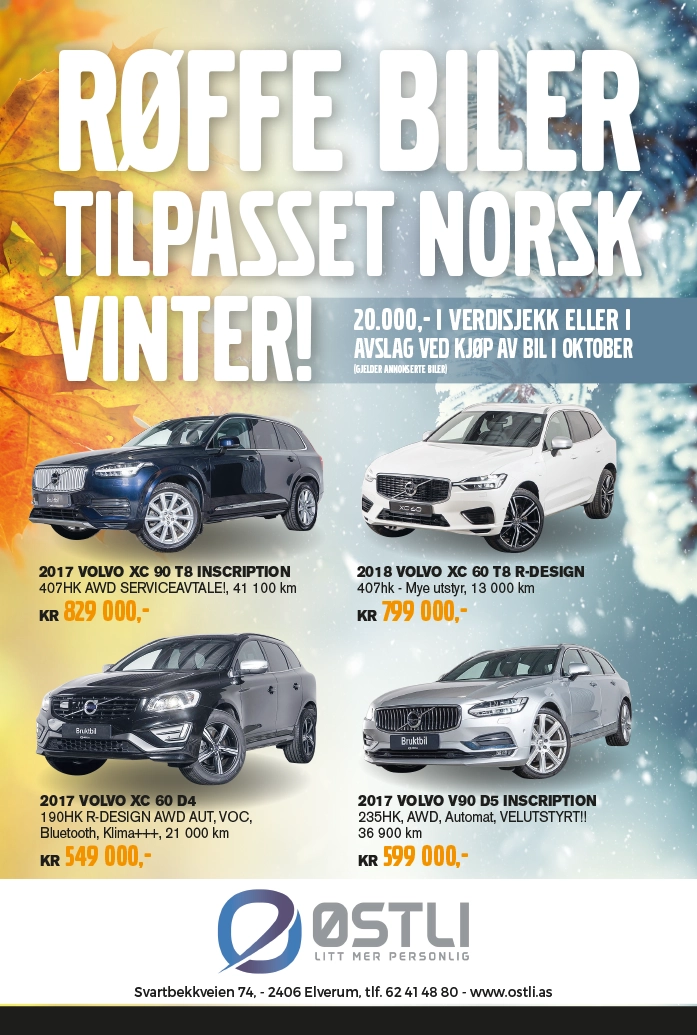 RØFFE BILER
TILPASSET NORSK
VINTER!
20.000,- I VERDISJEKK ELLER I
AVSLAG VED KJØP AV BIL I OKTOBER
(GJELDER ANNONSERTE BILER)
Bruktbil
XC 60
2017 VOLVO XC 90 T8 INSCRIPTION
407HK AWD SERVICEAVTALE!, 41 100 km
KR 829 000,-
2018 VOLVO XC 60 T8 R-DESIGN
407hk - Mye utstyr, 13 000 km
KR 799 000,-
Bruktbil
Bruktbil
2017 VOLVO XC 60 D4
190HK R-DESIGN AWD AUT, VOC,
Bluetooth, Klima+++, 21 000 km
KR 549 000,-
2017 VOLVO V90 D5 INSCRIPTION
235HK, AWD, Automat, VELUTSTYRT!!
36 900 km
KR 599 000,-
ØSTLI
LITT MER PERSONLIG
Svartbekkveien 74, - 2406 Elverum, tlf. 62 41 48 80 - www.ostli.as